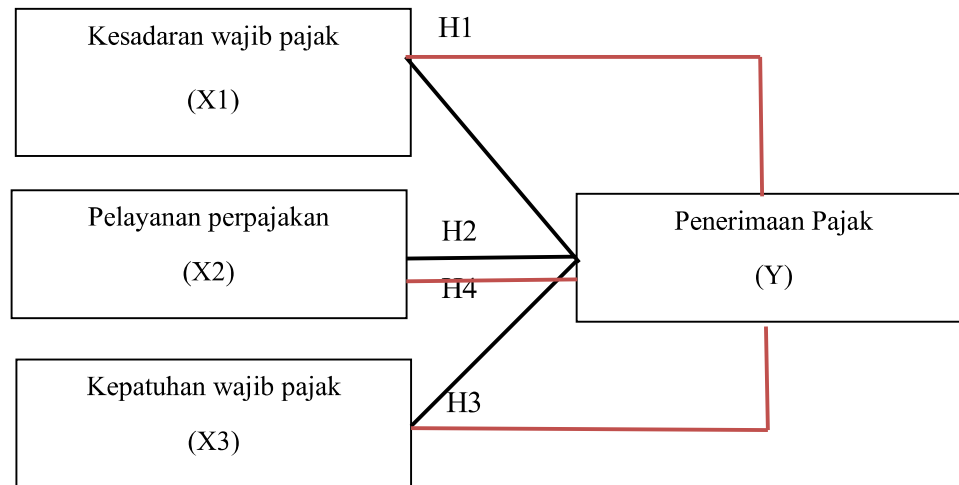 Kesadaran wajib pajak
(X1)
H1
Pelayanan perpajakan
(X2)
H2
H4
Penerimaan Pajak
(Y)
Kepatuhan wajib pajak
(X3)
H3